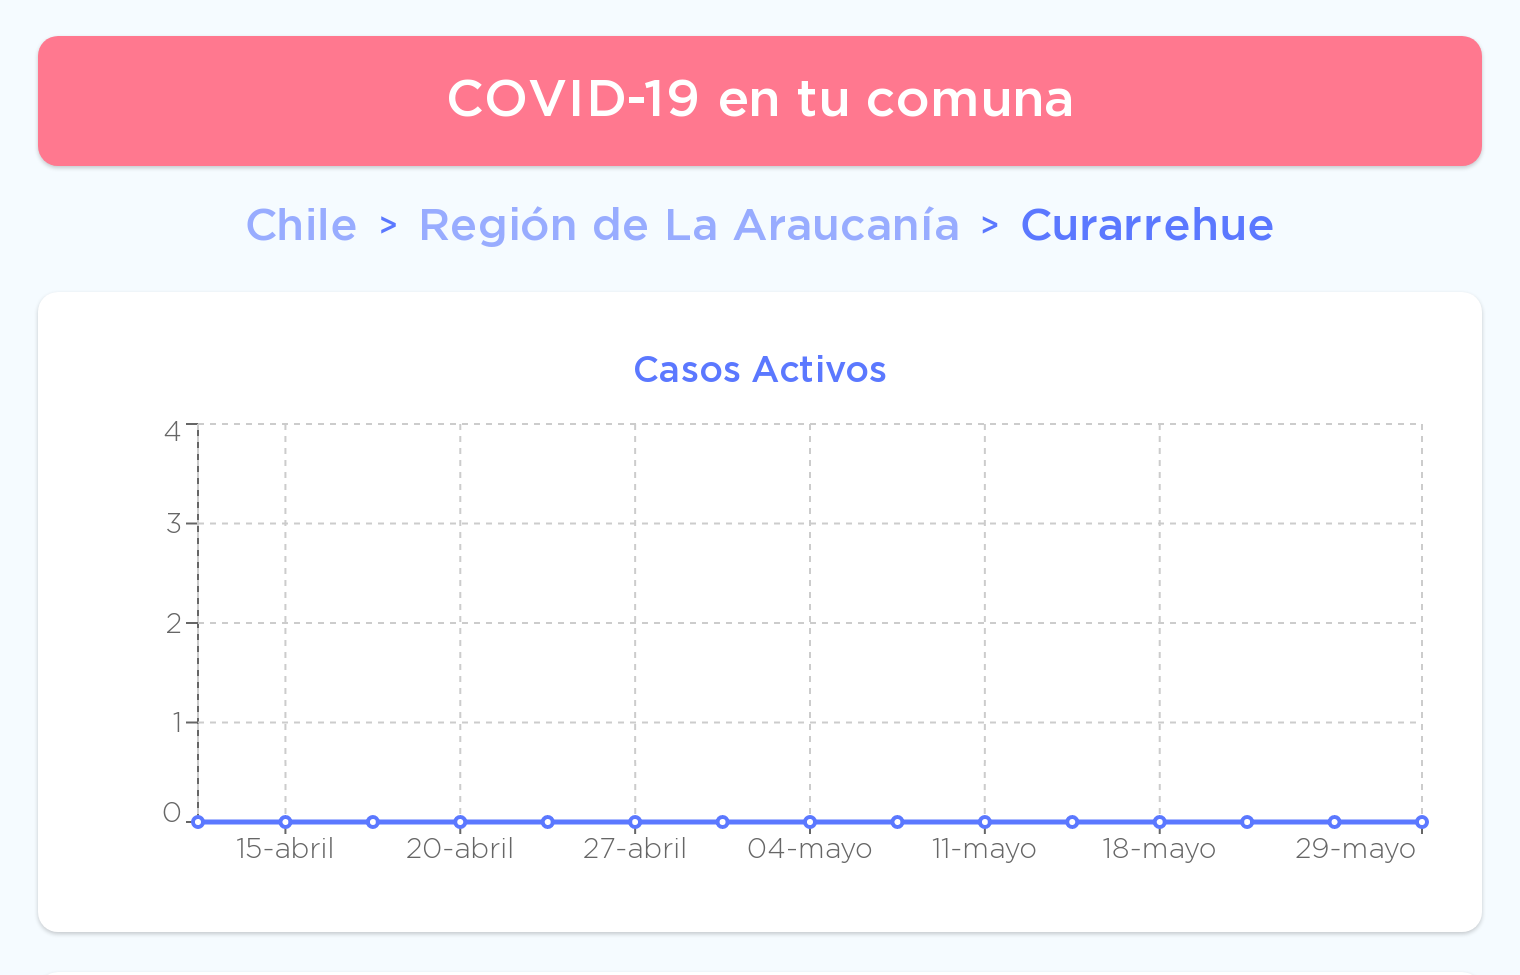 COVID-19 en tu comuna
Chile > Región de La Araucanía > Curarrehue
Casos Activos
4
3
2
1
0
15-abril 20-abril 27-abril 04-mayo 11-mayo 18-mayo 29-mayo